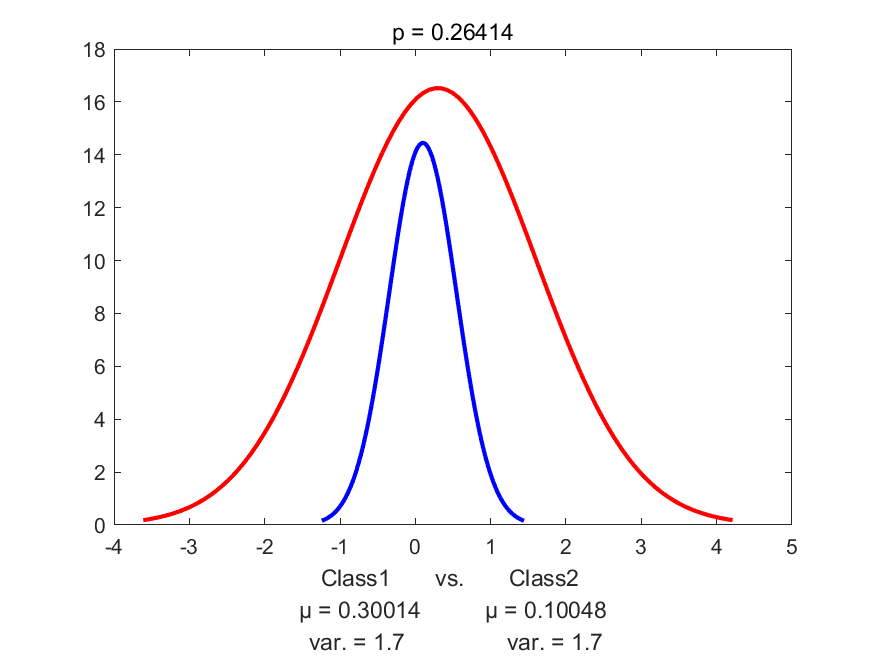 p = 0.26414
18
16
14
12
10
8
6
4
2
0
-4 -3 -2 -1 0 1 2 3 4 5
Class1 vs. Class2
μ = 0.30014 μ = 0.10048
var. = 1.7 var. = 1.7